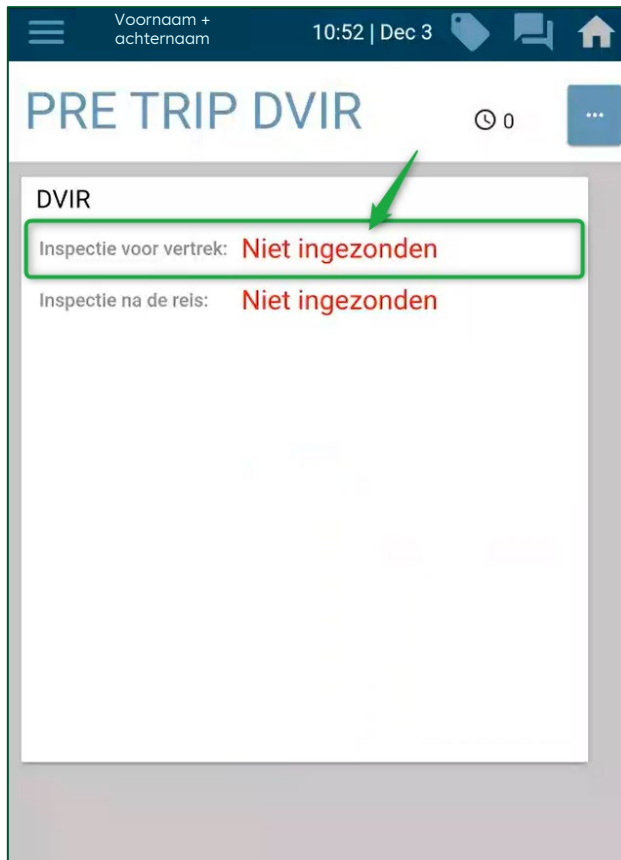 Voornaam +
achternaam
10:52 | Dec 3
PRE TRIP DVIR
0
...
DVIR
Inspectie voor vertrek: Niet ingezonden
Inspectie na de reis: Niet ingezonden